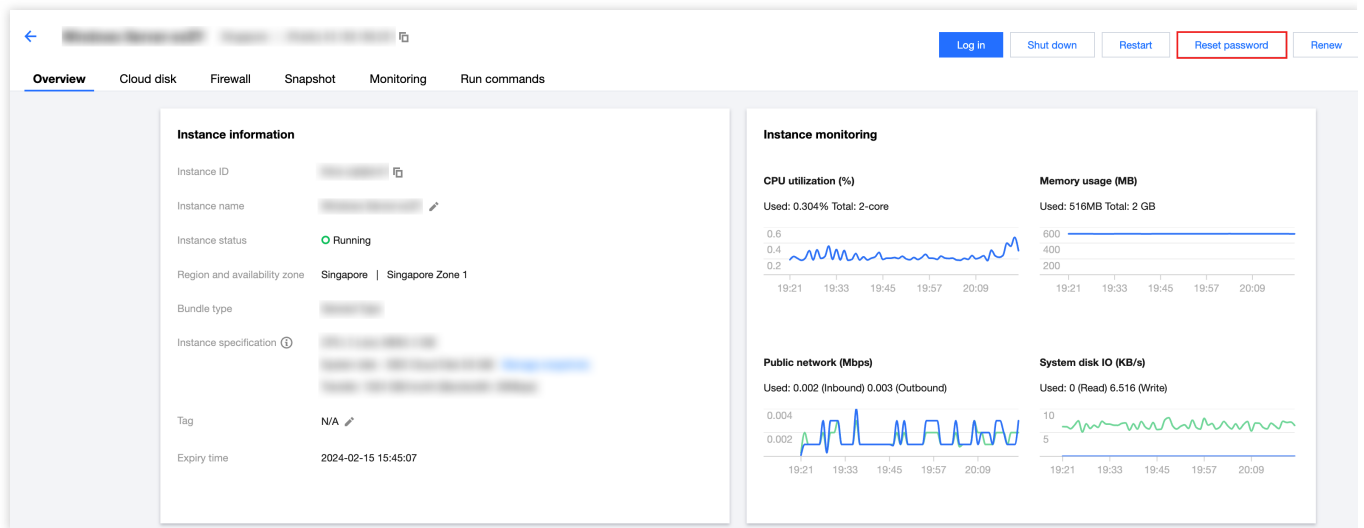 Log in Shut down Restart Reset password Renew
Overview Cloud disk Firewall Snapshot Monitoring Run commands
Instance information
Instance ID
Instance name
Instance status Running
Region and availability zone Singapore | Singapore Zone 1
Bundle type
Instance specification
Tag N/A
Expiry time 2024-02-15 15:45:07
Instance monitoring
CPU utilization (%)
Used: 0.304% Total: 2-core
0.6
0.4
0.2
19:21 19:33 19:45 19:57 20:09
Memory usage (MB)
Used: 516MB Total: 2 GB
600
400
200
19:21 19:33 19:45 19:57 20:09
Public network (Mbps)
Used: 0.002 (Inbound) 0.003 (Outbound)
0.004
0.002
19:21 19:33 19:45 19:57 20:09
System disk IO (KB/s)
Used: 0 (Read) 6.516 (Write)
10
5
19:21 19:33 19:45 19:57 20:09